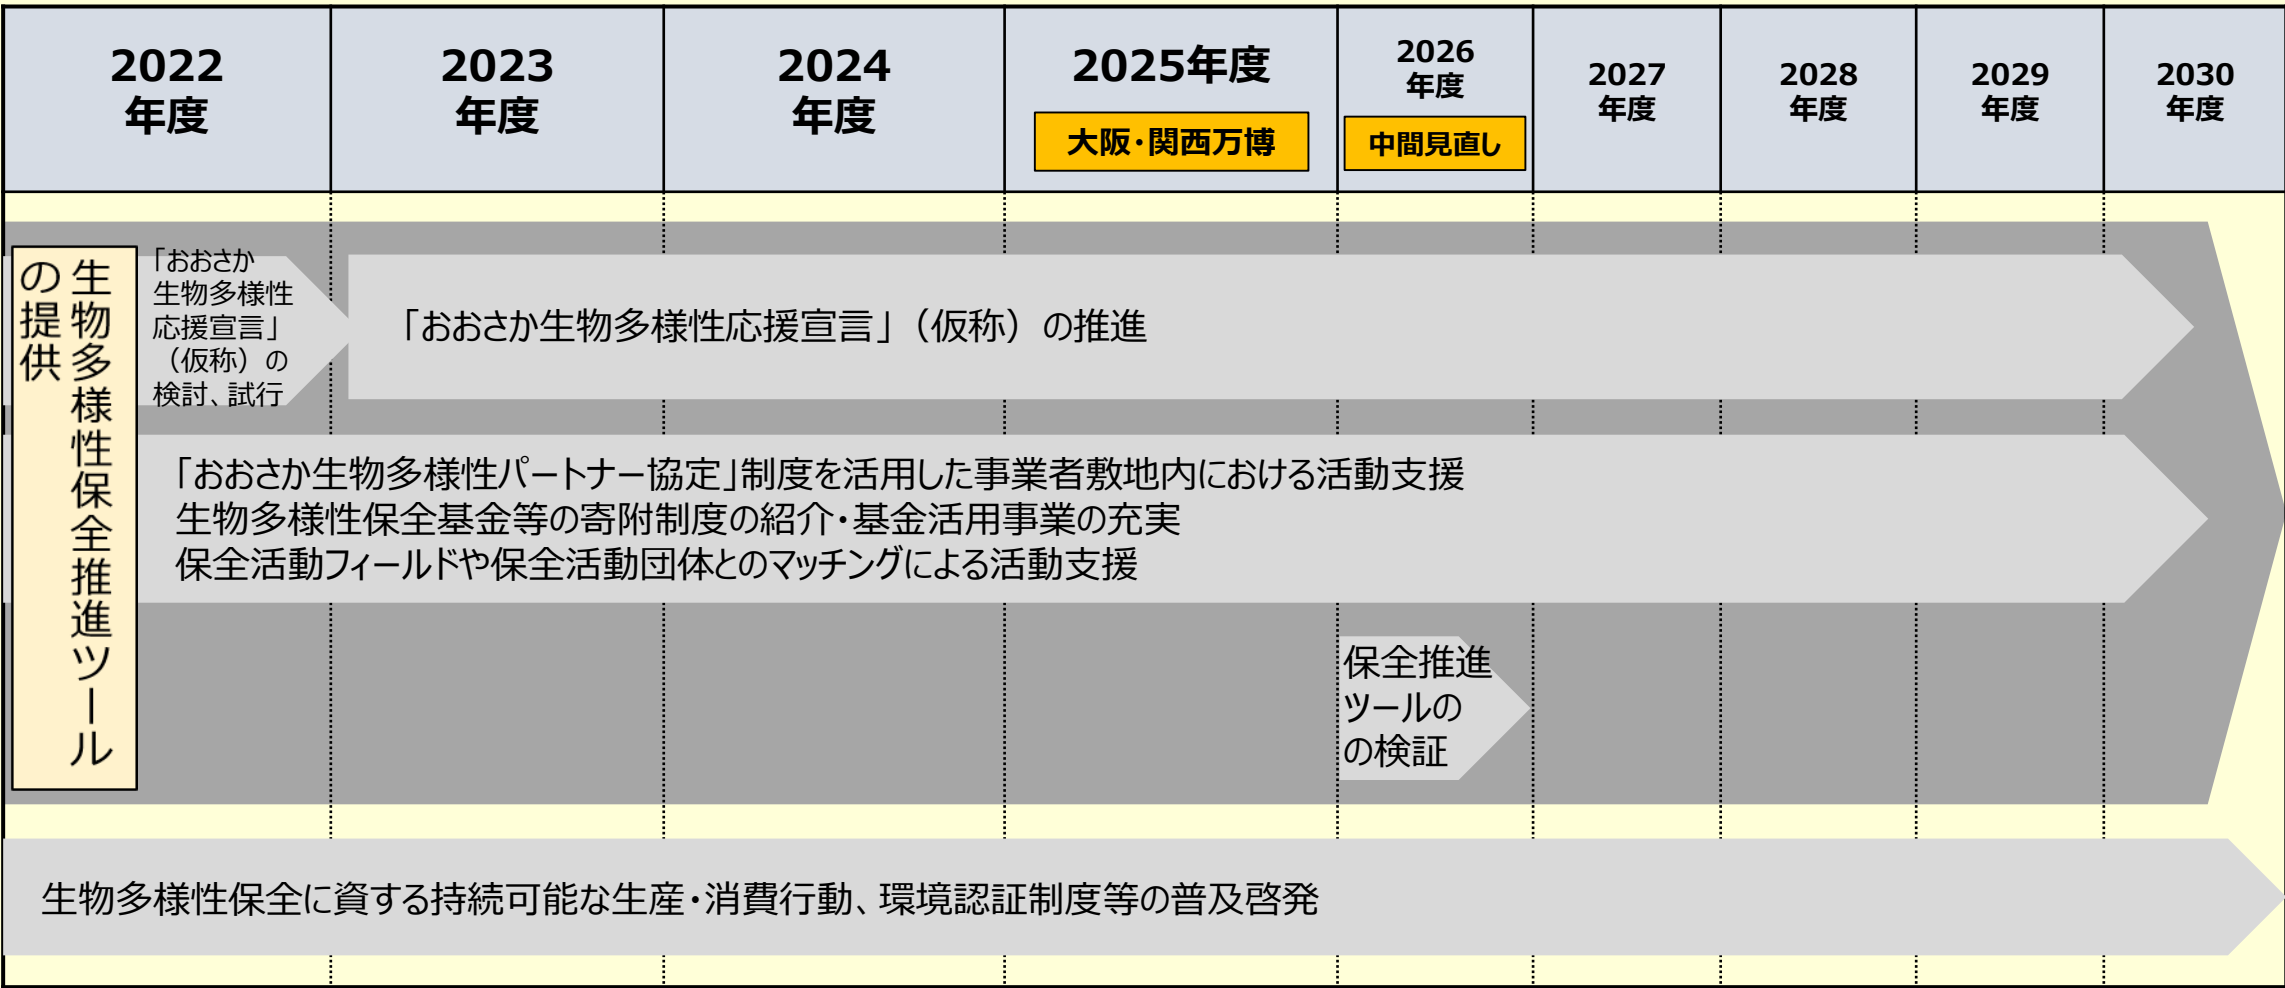 2022
年度
2023
年度
2024
年度
2025年度
大阪・関西万博
2026
年度
中間見直し
2027
年度
2028
年度
2029
年度
2030
年度
生物多様性保全推進ツール
の提供
「おおさか
生物多様性
応援宣言」
（仮称）の
検討、試行
「おおさか生物多様性応援宣言」（仮称）の推進
「おおさか生物多様性パートナー協定」制度を活用した事業者敷地内における活動支援
生物多様性保全基金等の寄附制度の紹介・基金活用事業の充実
保全活動フィールドや保全活動団体とのマッチングによる活動支援
保全推進
ツールの
の検証
生物多様性保全に資する持続可能な生産・消費行動、環境認証制度等の普及啓発